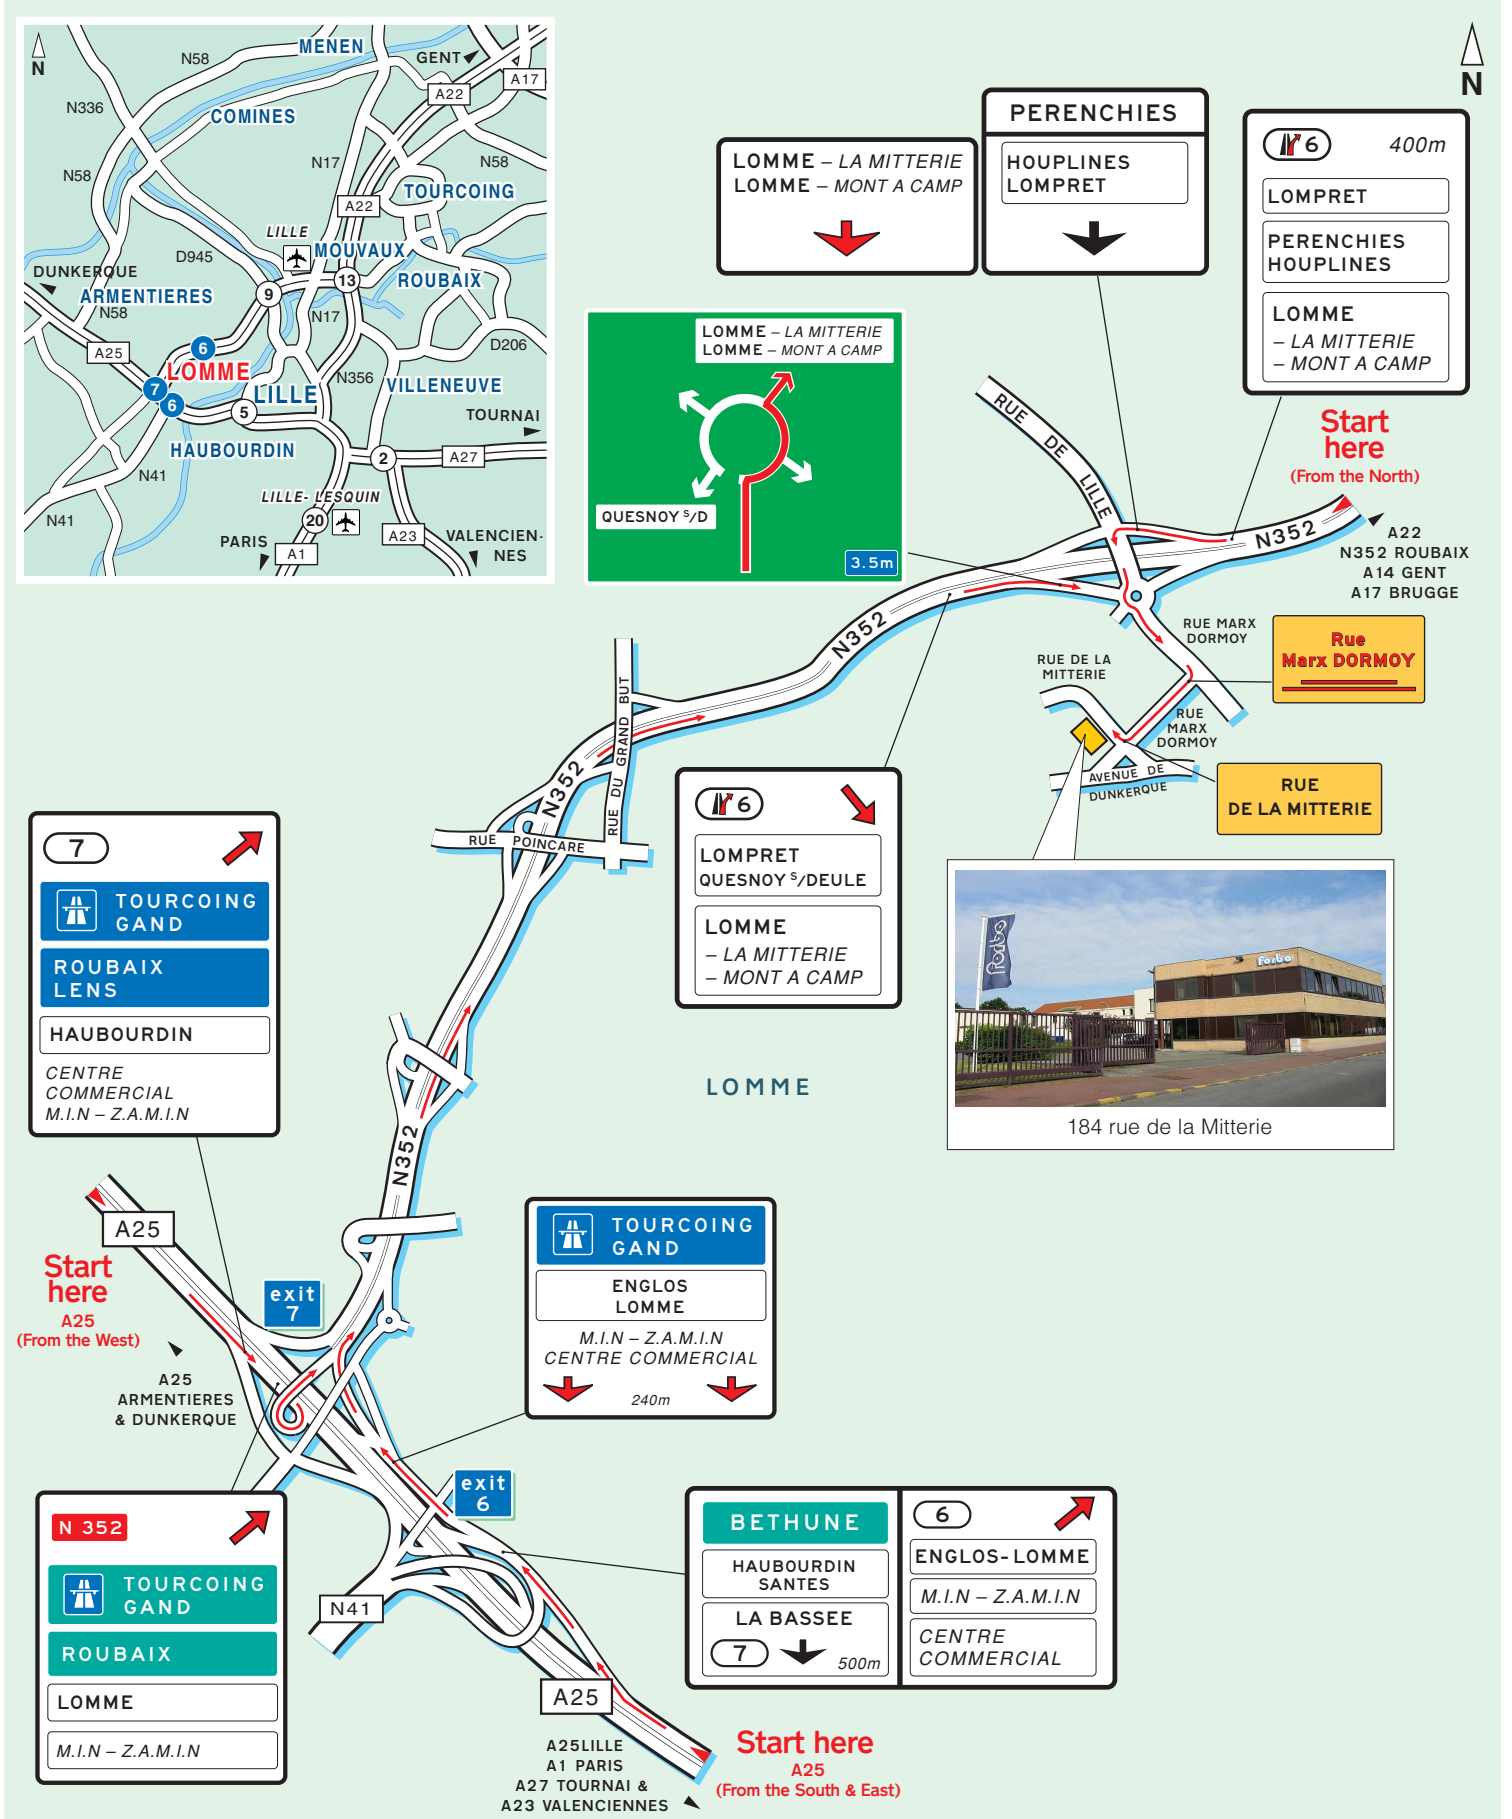 N
N58
MENEN
GENT
A17
A22
N336
COMINES
N17
N58
N58
TOURCOING
A22
LILLE
MOUVAUX
D945
DUNKERQUE
ARMENTIERES
ROUBAIX
9
13
N58
N17
A25
6
D206
LOMME
N356
VILLENEUVE
7
6
LILLE
5
TOURNAI
HAUBOURDIN
2
A27
N41
LILLE- LESQUIN
N41
20
PARIS
A1
A23
VALENCIEN-
NES
N
LOMME – LA MITTERIE
LOMME – MONT A CAMP
PERENCHIES
HOUPLINES
LOMPRET
6
400m
LOMPRET
PERENCHIES
HOUPLINES
LOMME
– LA MITTERIE
– MONT A CAMP
LOMME – LA MITTERIE
LOMME – MONT A CAMP
QUESNOY S/D
3.5m
RUE DE LILLE
Start
here
(From the North)
N352
A22
N352 ROUBAIX
A14 GENT
A17 BRUGGE
N352
RUE MARX
DORMOY
Rue
Marx DORMOY
RUE DE LA
MITTERIE
RUE
MARX
DORMOY
AVENUE DE
DUNKERQUE
RUE
DE LA MITTERIE
RUE DU GRAND BUT
N352
RUE POINCARE
6
LOMPRET
QUESNOY S/DEULE
LOMME
– LA MITTERIE
– MONT A CAMP
7
TOURCOING
GAND
ROUBAIX
LENS
HAUBOURDIN
CENTRE
COMMERCIAL
M.I.N – Z.A.M.I.N
forbo
forbo
184 rue de la Mitterie
LOMME
N352
A25
Start
here
A25
(From the West)
exit
7
A25
ARMENTIERES
& DUNKERQUE
TOURCOING
GAND
ENGLOS
LOMME
M.I.N – Z.A.M.I.N
CENTRE COMMERCIAL
240m
exit
6
N 352
TOURCOING
GAND
ROUBAIX
LOMME
M.I.N – Z.A.M.I.N
N41
BETHUNE
HAUBOURDIN
SANTES
LA BASSEE
7
500m
6
ENGLOS-LOMME
M.I.N – Z.A.M.I.N
CENTRE
COMMERCIAL
A25
A25LILLE
A1 PARIS
A27 TOURNAI &
A23 VALENCIENNES
Start here
A25
(From the South & East)